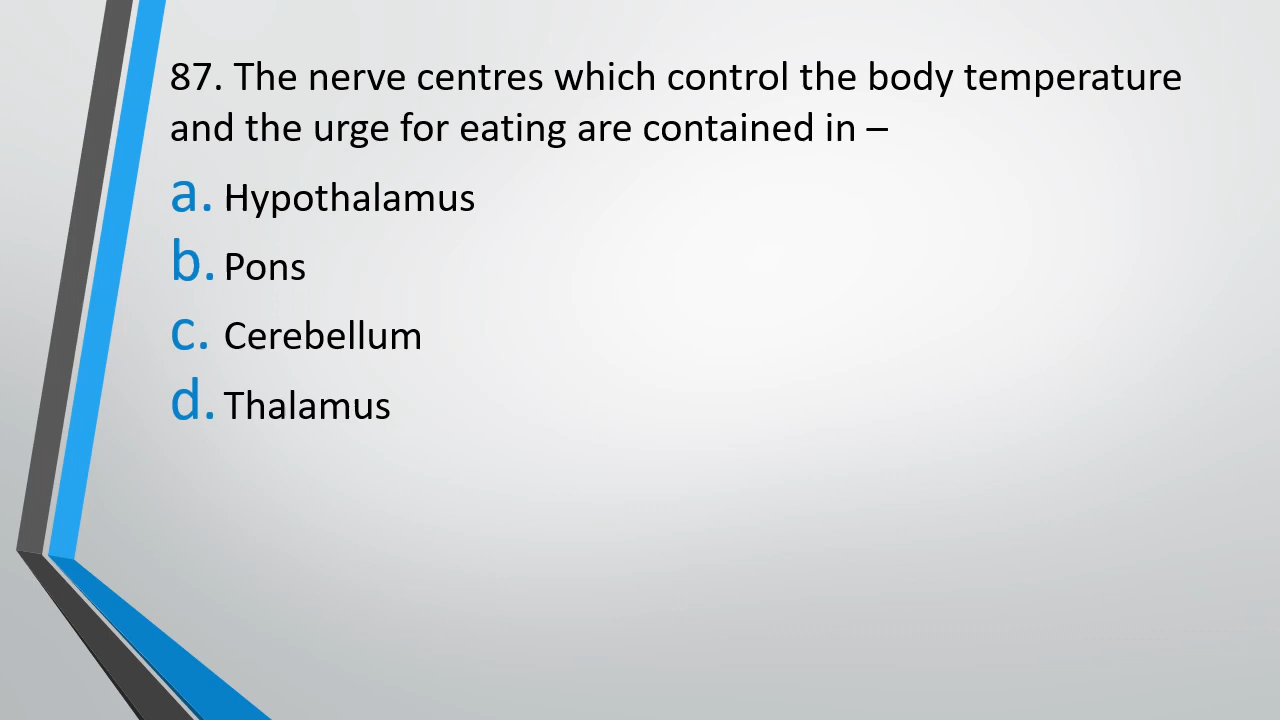 87. The nerve centres which control the body temperature
and the urge for eating are contained in –
a. Hypothalamus
b. Pons
c. Cerebellum
d. Thalamus